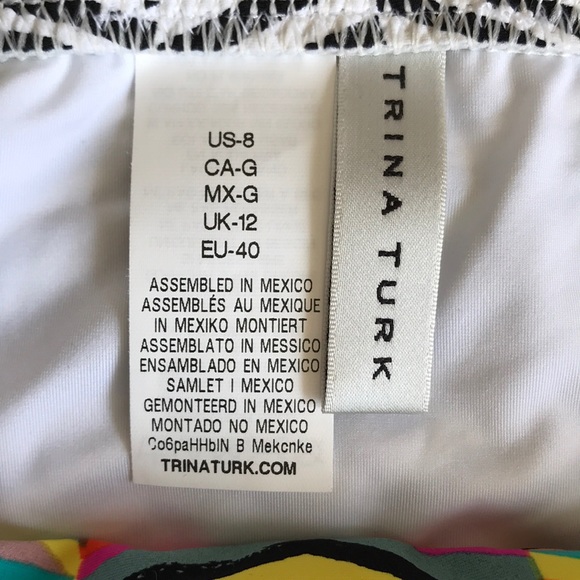 US-8
CA-G
MX-G
UK-12
EU-40
ASSEMBLED IN MEXICO
ASSEMBLÉS AU MEXIQUE
IN MEXIKO MONTIERT
ASSEMBLATO IN MESSICO
ENSAMBLADO EN MEXICO
SAMLET I MEXICO
GEMONTEERD IN MEXICO
MONTADO NO MEXICO
Co6paHHbIN B Mekcnke
TRINATURK.COM
TRINA TURK